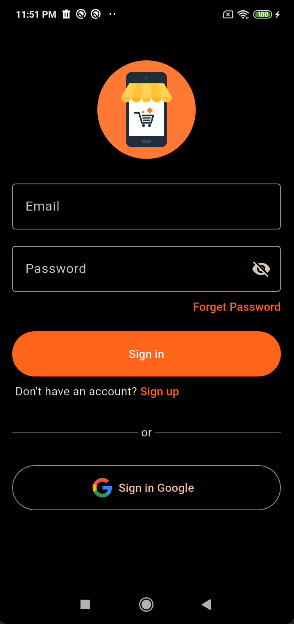 11:51 PM
100
Email
Password
Forget Password
Sign in
Don't have an account? Sign up
or
G Sign in Google